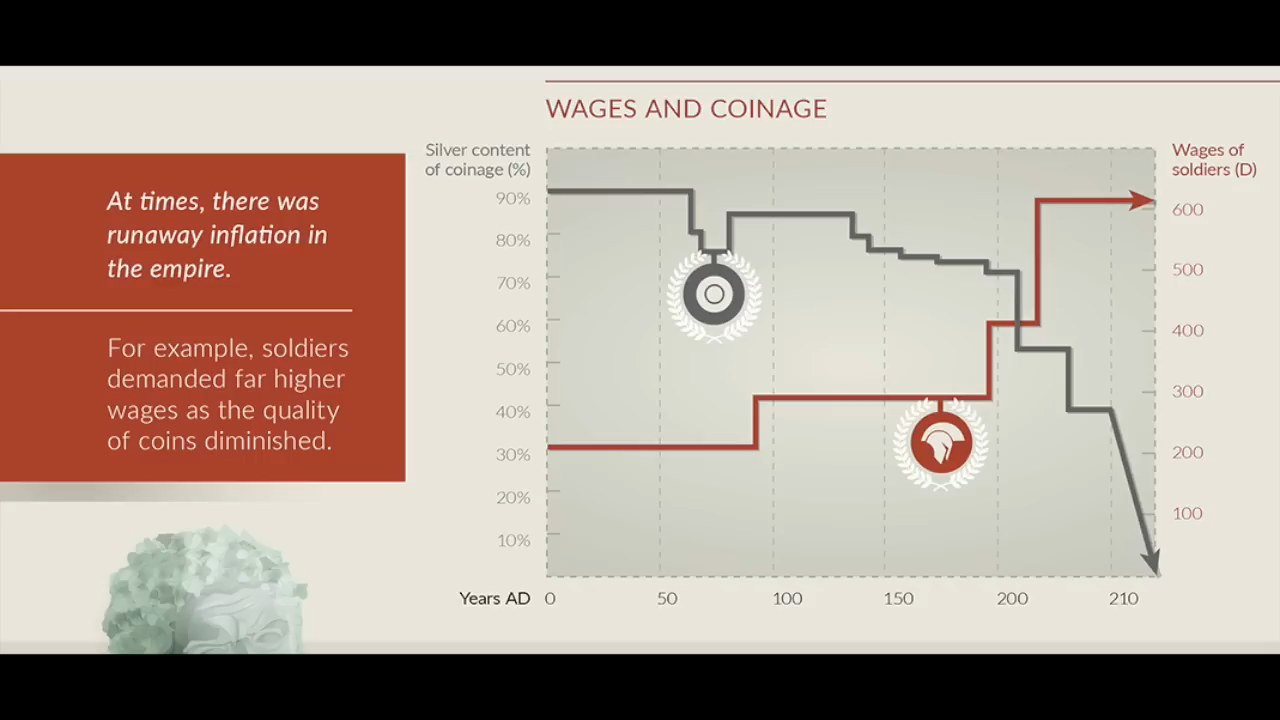 WAGES AND COINAGE
At times, there was
runaway inflation in
the empire.
For example, soldiers
demanded far higher
wages as the quality
of coins diminished.
Silver content
of coinage (%)
90%
80%
70%
60%
50%
40%
30%
20%
10%
Wages of
soldiers (D)
600
500
400
300
200
100
Years AD 0 50 100 150 200 210